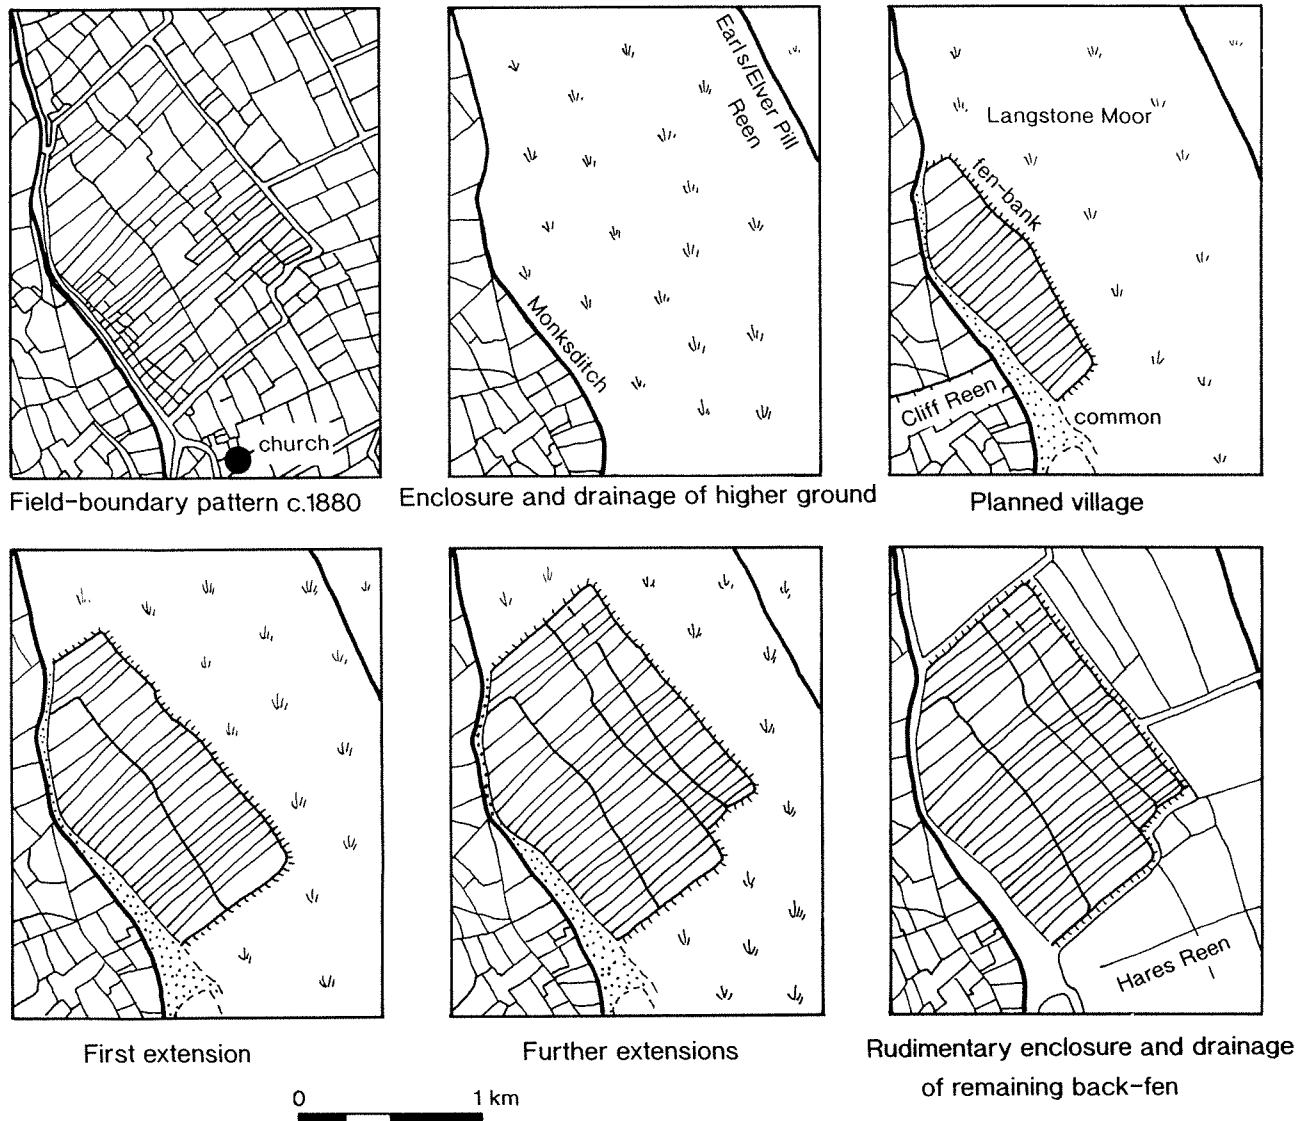 Earls/Elver Pill
Reen
Monksditch
church
Langstone Moor
fen-bank
Cliff Reen
common
Field-boundary pattern c.1880
Enclosure and drainage of higher ground
Planned village
Hares Reen
First extension
Further extensions
Rudimentary enclosure and drainage
of remaining back-fen
0 1 km